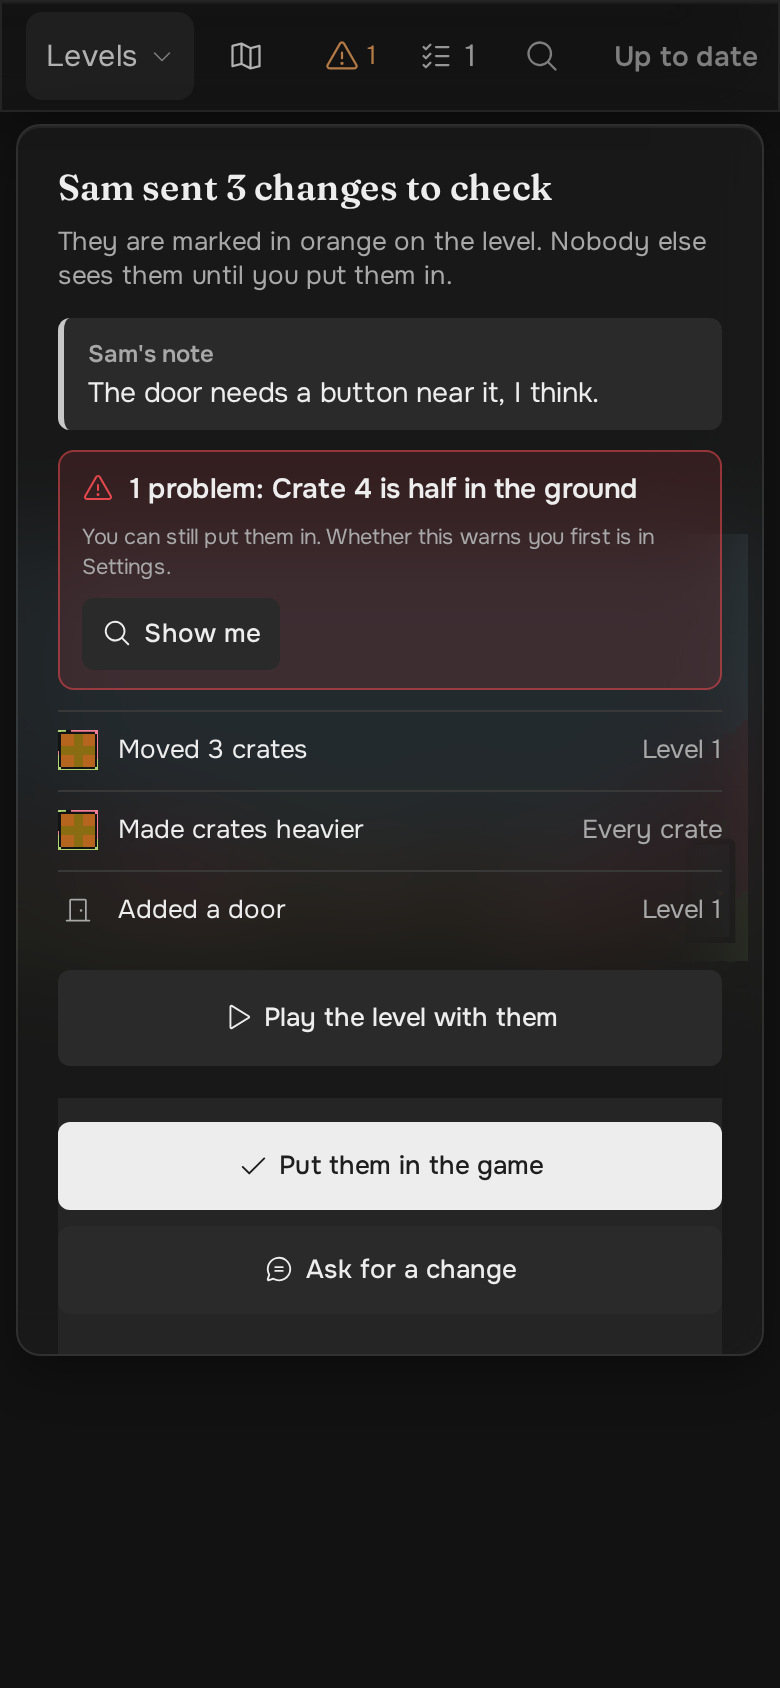 Levels
1
1
Up to date
Sam sent 3 changes to check
They are marked in orange on the level. Nobody else
sees them until you put them in.
Sam's note
The door needs a button near it, I think.
1 problem: Crate 4 is half in the ground
You can still put them in. Whether this warns you first is in
Settings.
Show me
Moved 3 crates
Level 1
Made crates heavier
Every crate
Added a door
Level 1
Play the level with them
Put them in the game
Ask for a change